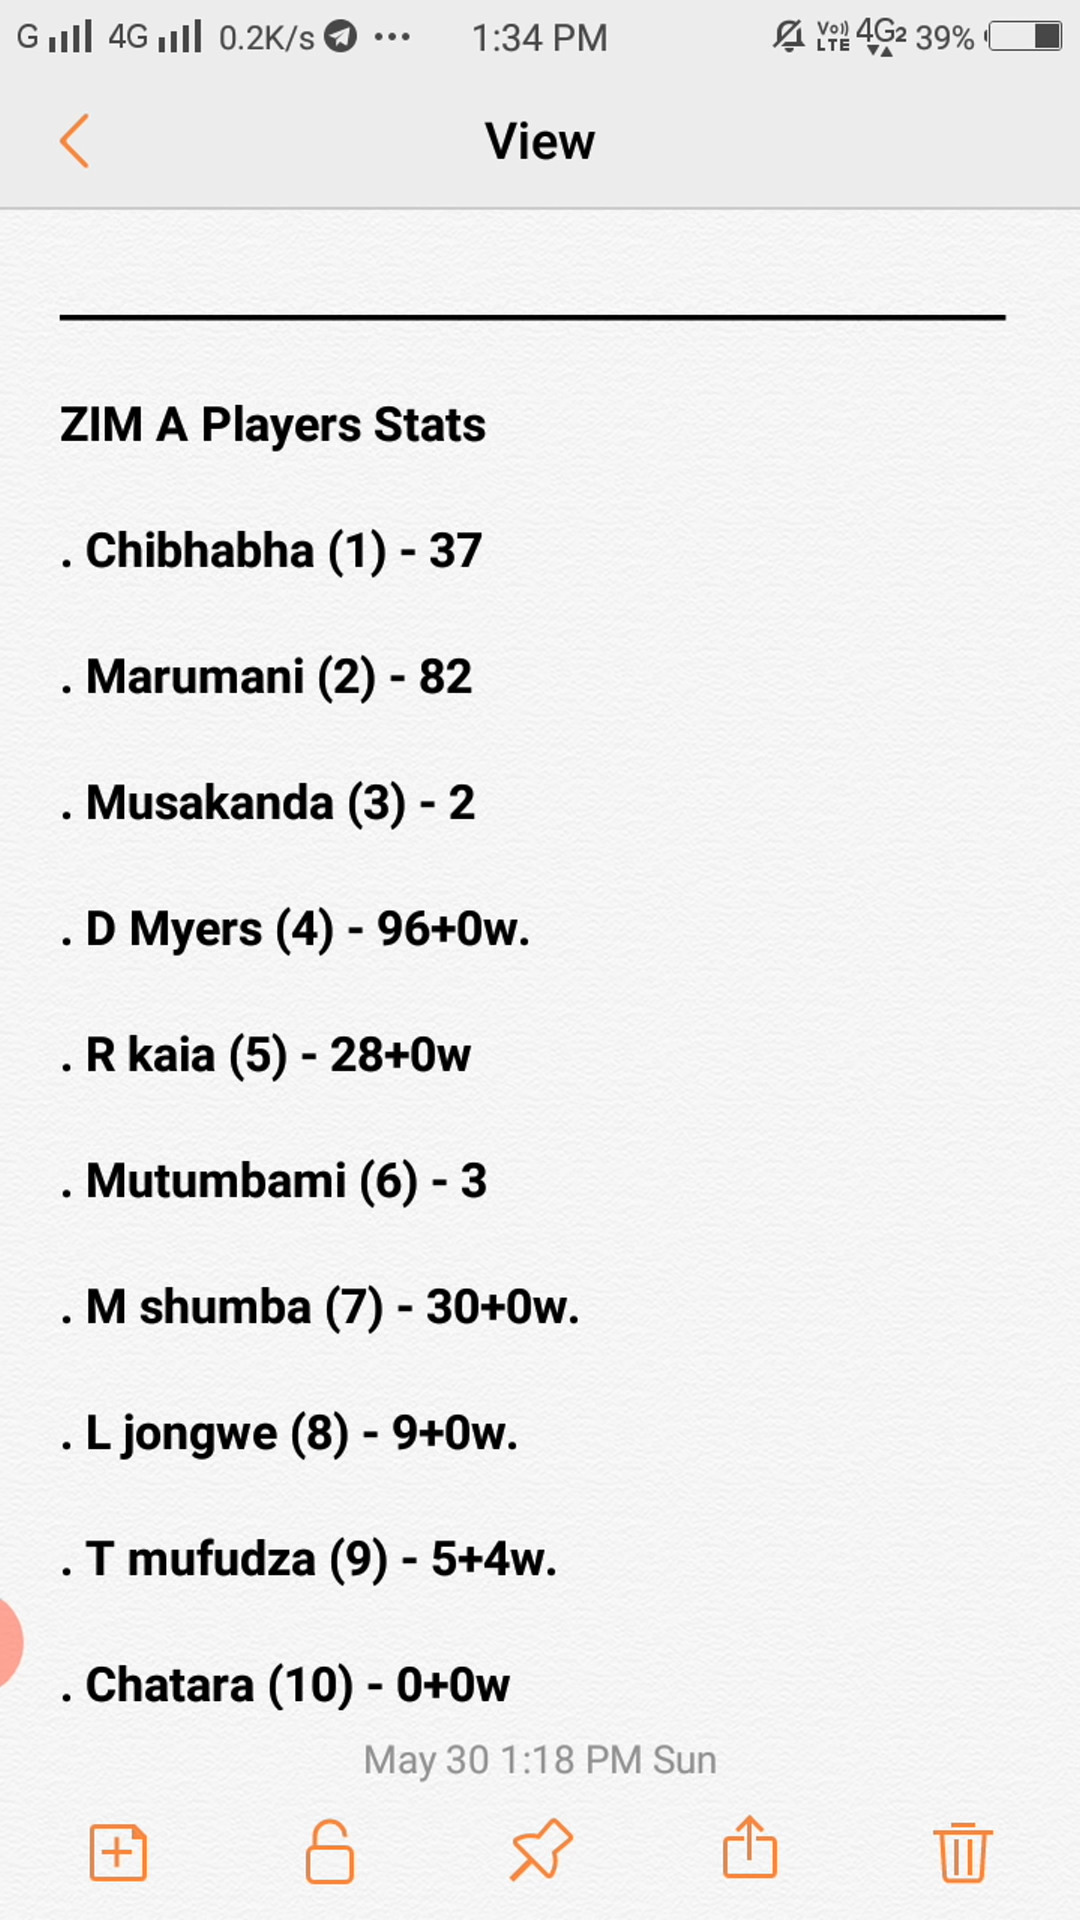 G 4G 0.2K/s ... 1:34 PM Vo)) LTE 4G2 39%
View
ZIM A Players Stats
. Chibhabha (1) - 37
. Marumani (2) - 82
. Musakanda (3) - 2
. D Myers (4) - 96+0w.
. R kaia (5) - 28+0w
. Mutumbami (6) - 3
. M shumba (7) - 30+0w.
. L jongwe (8) - 9+0w.
. T mufudza (9) - 5+4w.
. Chatara (10) - 0+0w
May 30 1:18 PM Sun